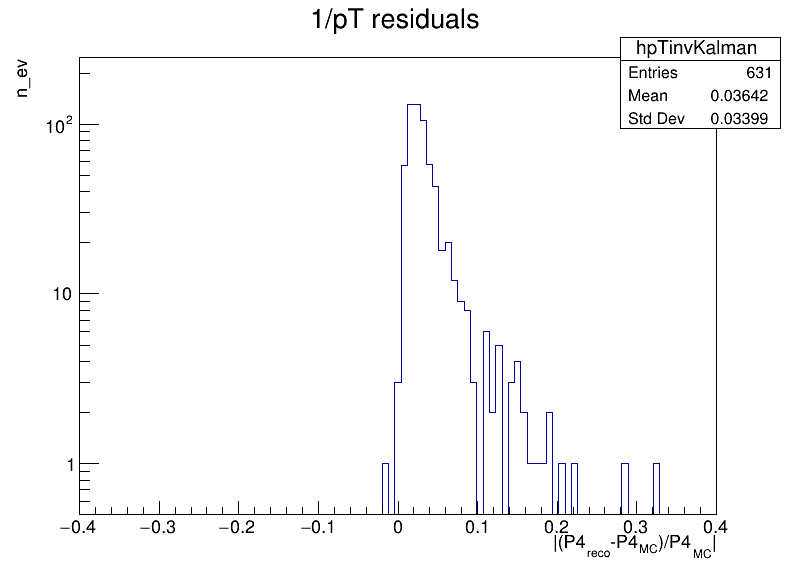 1/pT residuals
hpTinvKalman
Entries 631
Mean 0.03642
Std Dev 0.03399
n_ev
10²
10
1
−0.4 −0.3 −0.2 −0.1 0 0.1 0.2 0.3 0.4
|(P4reco-P4MC)/P4MC|